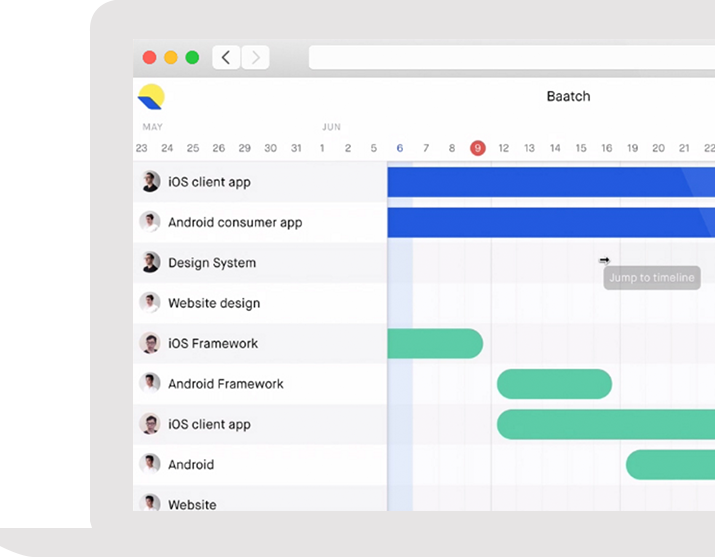 Baatch
MAY JUN
23 24 25 26 29 30 31 1 2 5 6 7 8 9 12 13 14 15 16 19 20 21 22
iOS client app
Android consumer app
Design System
Jump to timeline
Website design
iOS Framework
Android Framework
iOS client app
Android
Website